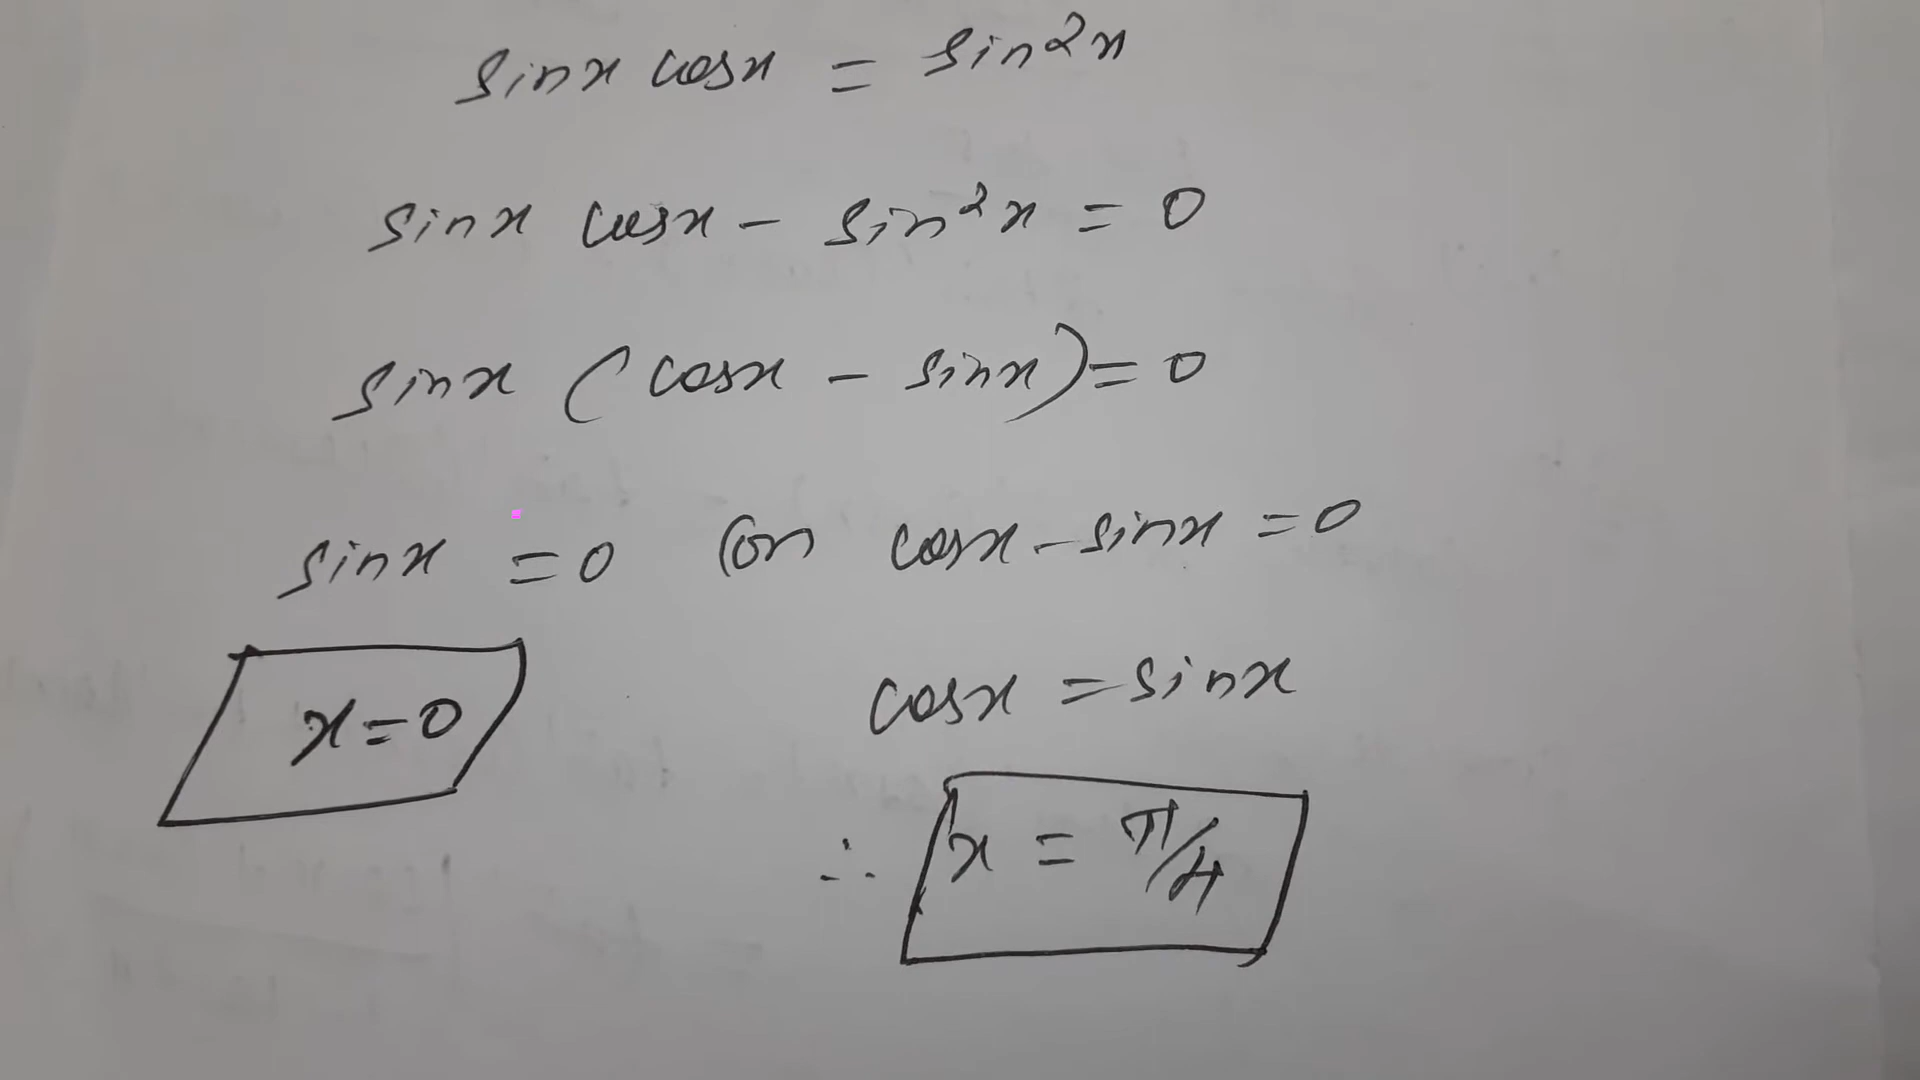 sinx cosx = sin²x
sinx cosx - sin²x = 0
sinx (cosx - sinx) = 0
sinx = 0 (or cosx - sinx = 0
x = 0
cosx = sinx
∴ x = π/4